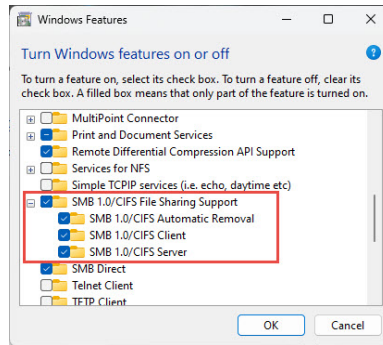 Windows Features
Turn Windows features on or off
To turn a feature on, select its check box. To turn a feature off, clear its
check box. A filled box means that only part of the feature is turned on.
MultiPoint Connector
Print and Document Services
Remote Differential Compression API Support
Services for NFS
Simple TCPIP services (i.e. echo, daytime etc)
SMB 1.0/CIFS File Sharing Support
SMB 1.0/CIFS Automatic Removal
SMB 1.0/CIFS Client
SMB 1.0/CIFS Server
SMB Direct
Telnet Client
TFTP Client
OK
Cancel